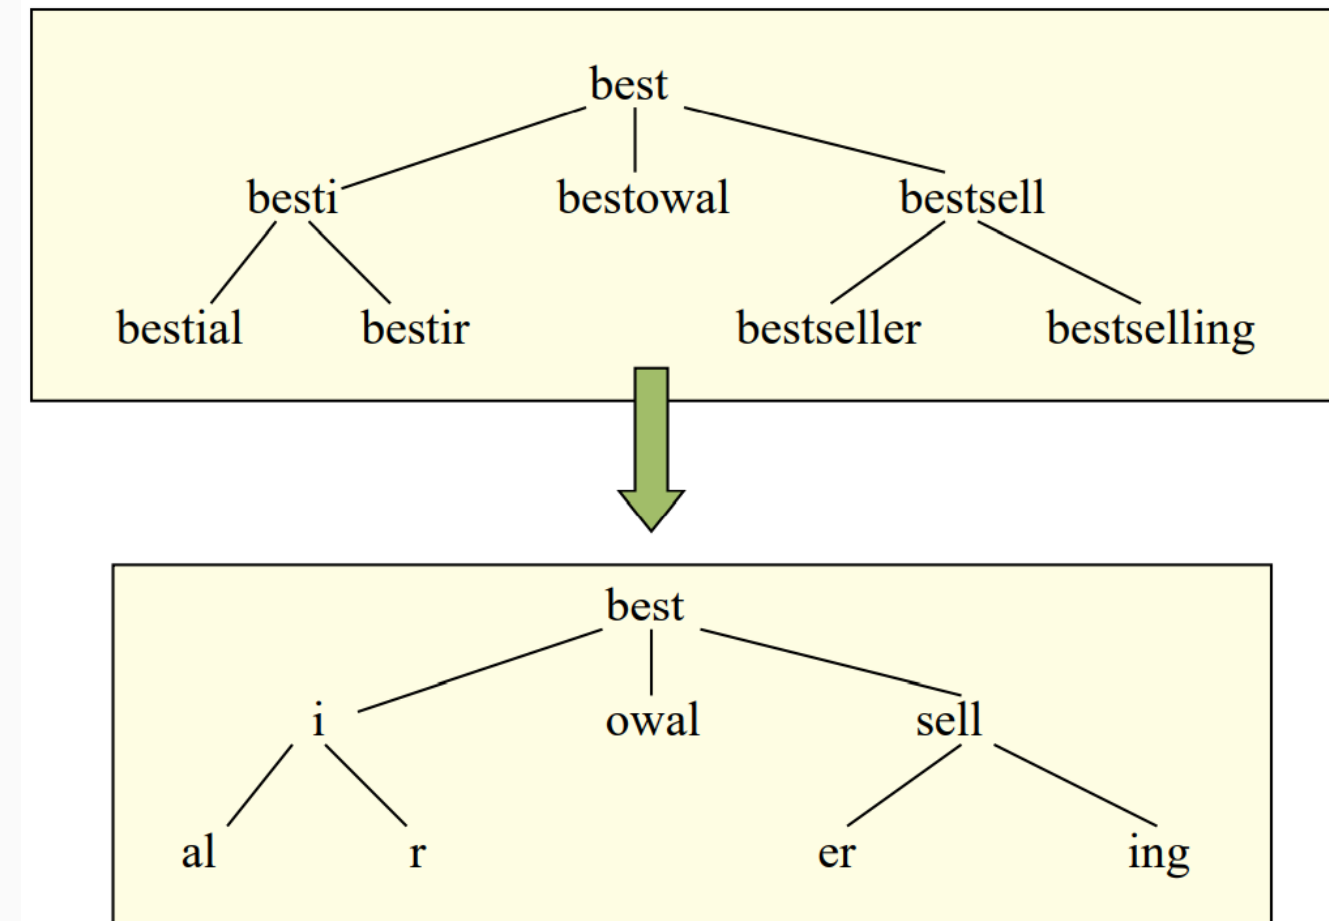 best
besti bestowal bestsell
bestial bestir bestseller bestselling
best
i owal sell
al r er ing